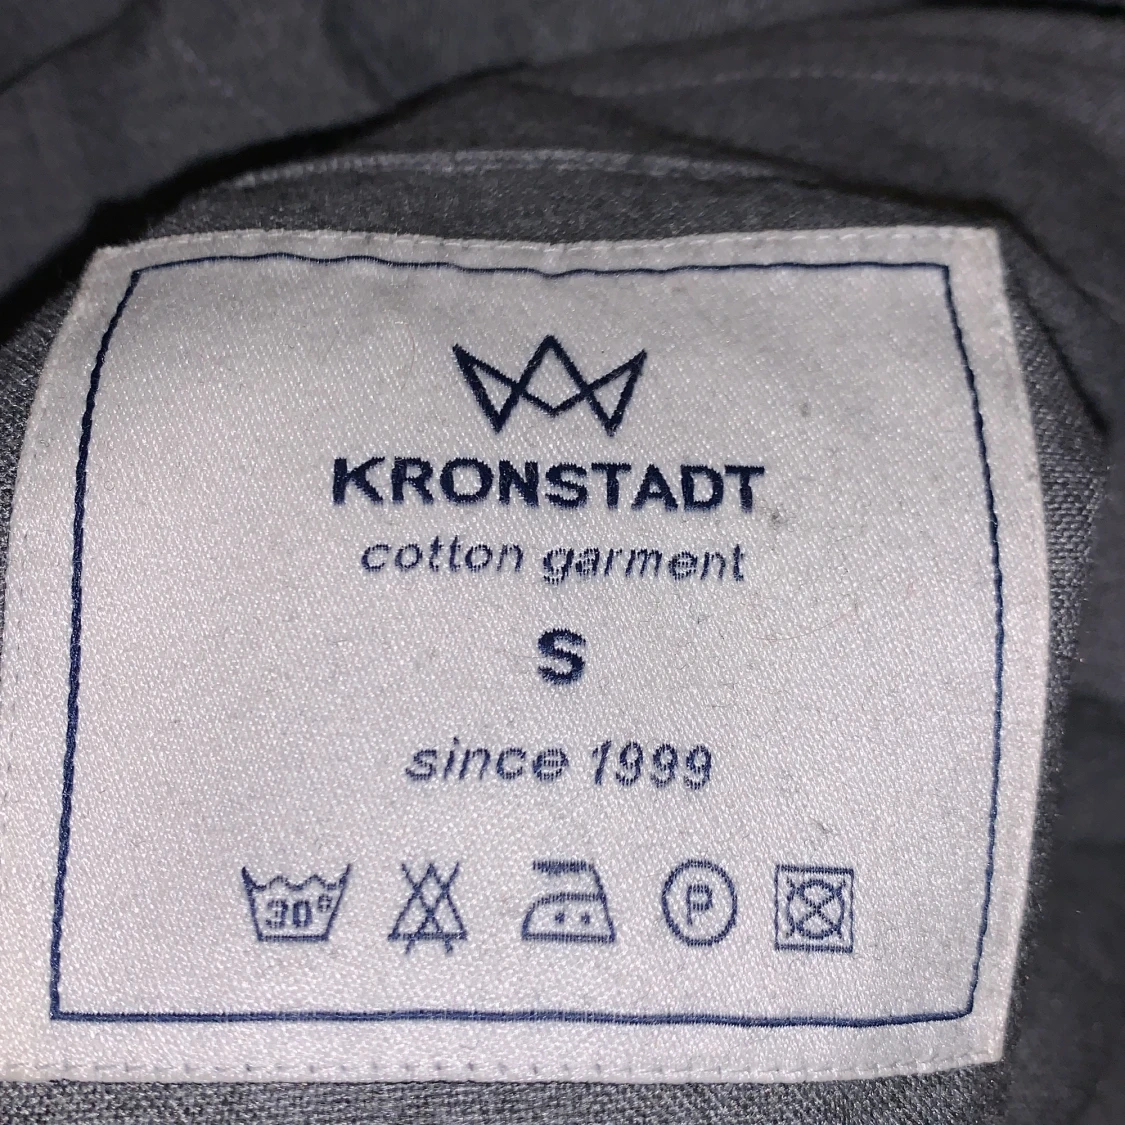 KRONSTADT
cotton garment
S
since 1999
30° P